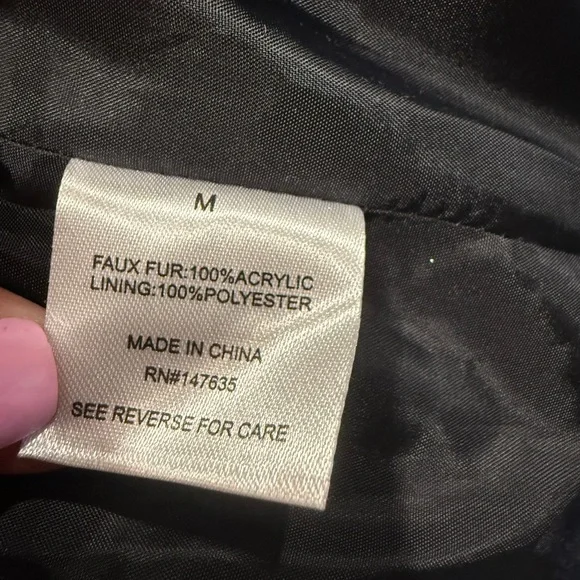 M
FAUX FUR:100%ACRYLIC
LINING:100%POLYESTER
MADE IN CHINA
RN#147635
SEE REVERSE FOR CARE